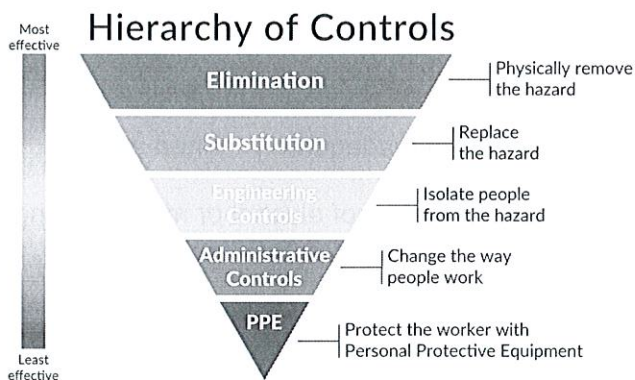 Hierarchy of Controls
Most
effective
Elimination
Physically remove
the hazard
Substitution
Replace
the hazard
Engineering
Controls
Isolate people
from the hazard
Administrative
Controls
Change the way
people work
PPE
Protect the worker with
Personal Protective Equipment
Least
effective